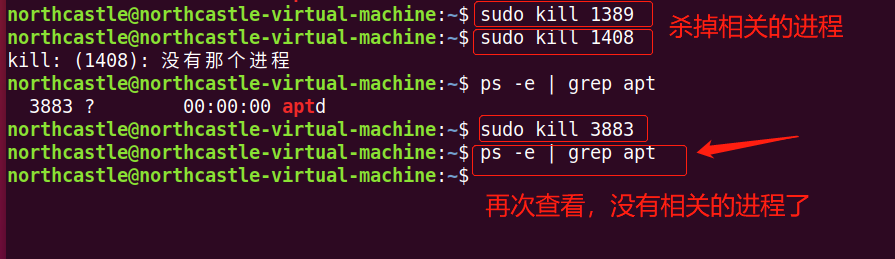 northcastle@northcastle-virtual-machine:~$ sudo kill 1389
杀掉相关的进程
northcastle@northcastle-virtual-machine:~$ sudo kill 1408
kill: (1408): 没有那个进程
northcastle@northcastle-virtual-machine:~$ ps -e | grep apt
3883 ? 00:00:00 aptd
northcastle@northcastle-virtual-machine:~$ sudo kill 3883
northcastle@northcastle-virtual-machine:~$ ps -e | grep apt
northcastle@northcastle-virtual-machine:~$
再次查看，没有相关的进程了